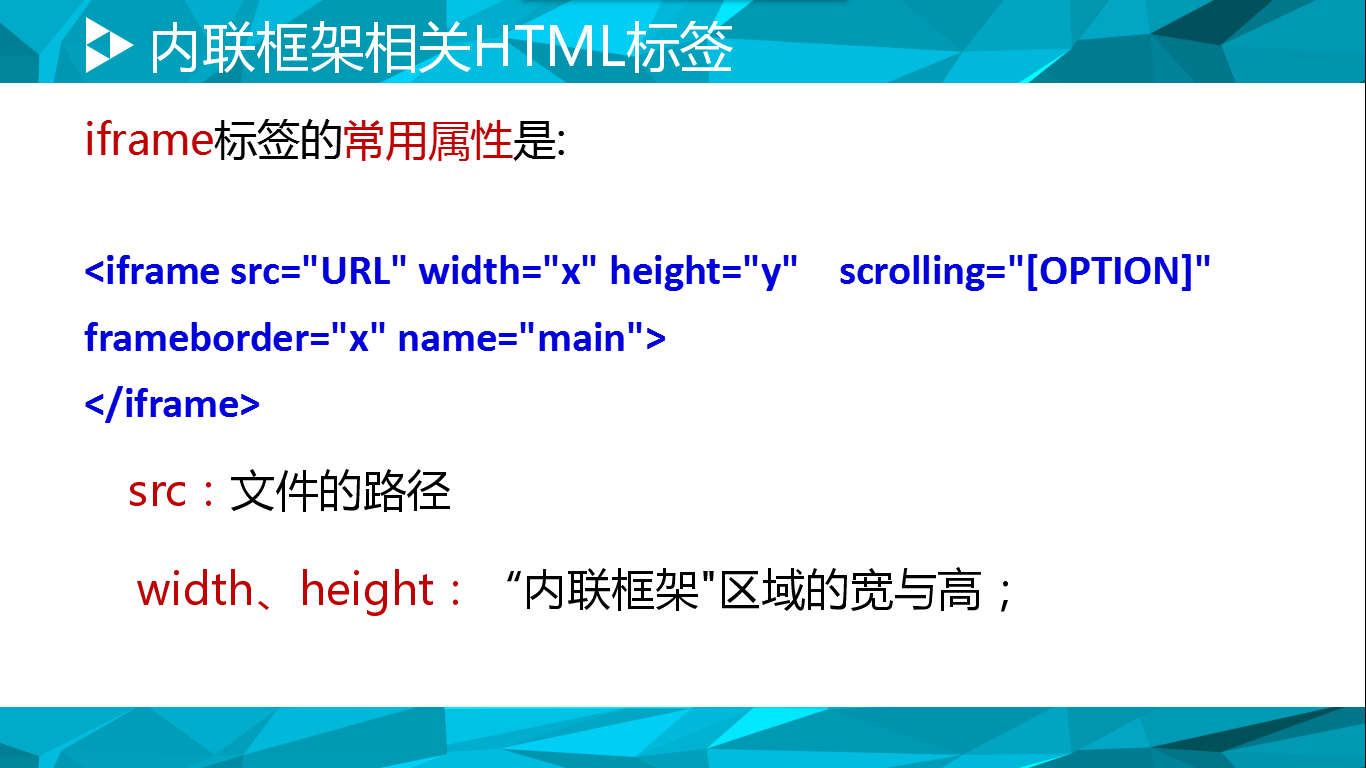 内联框架相关HTML标签
iframe标签的常用属性是:
<iframe src="URL" width="x" height="y"    scrolling="[OPTION]"
frameborder="x" name="main">
</iframe>
src：文件的路径
width、height： “内联框架"区域的宽与高；